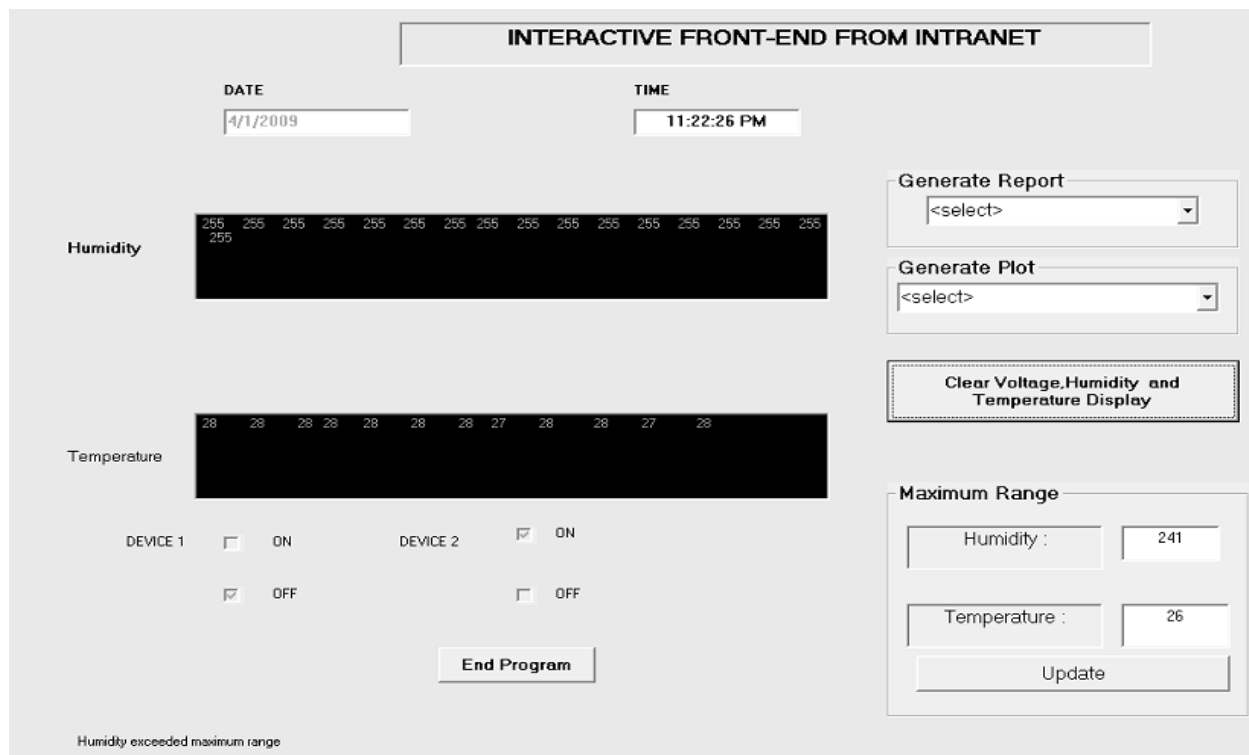 INTERACTIVE FRONT-END FROM INTRANET
DATE
TIME
4/1/2009
11:22:26 PM
Generate Report
<select>
Humidity
255 255 255 255 255 255 255 255 255 255 255 255 255 255 255 255
255
Generate Plot
<select>
Clear Voltage,Humidity and
Temperature Display
Temperature
28 28 28 28 28 28 28 27 28 28 27 28
Maximum Range
Humidity : 241
Temperature : 26
Update
DEVICE 1 ON
OFF
DEVICE 2 ON
OFF
End Program
Humidity exceeded maximum range